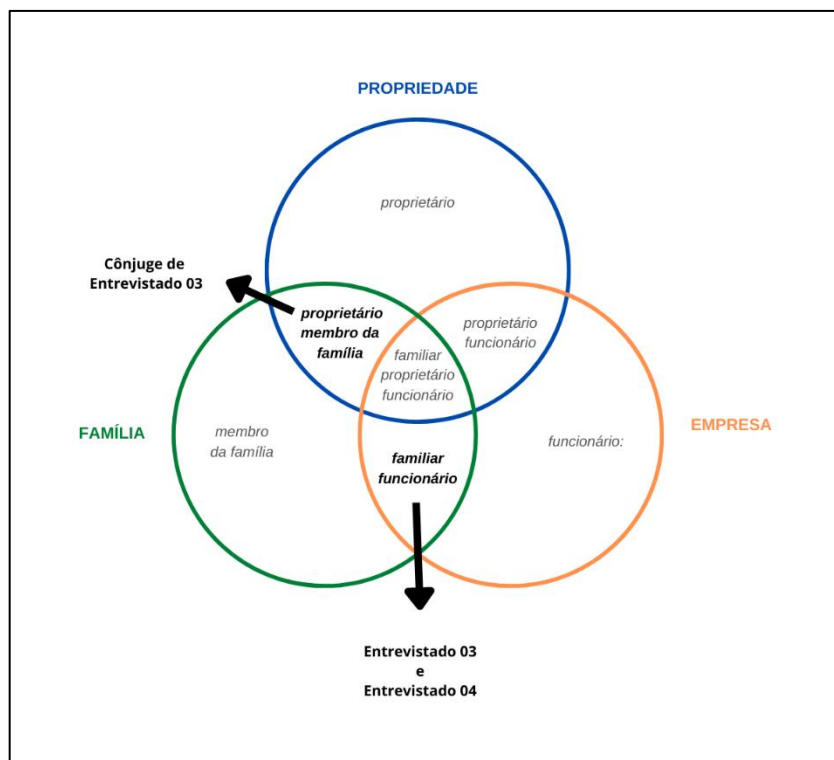 PROPRIEDADE
proprietário
Cônjuge de
Entrevistado 03
proprietário
membro da
família
proprietário
funcionário
familiar
proprietário
funcionário
FAMÍLIA
membro
da família
EMPRESA
funcionário:
familiar
funcionário
Entrevistado 03
e
Entrevistado 04